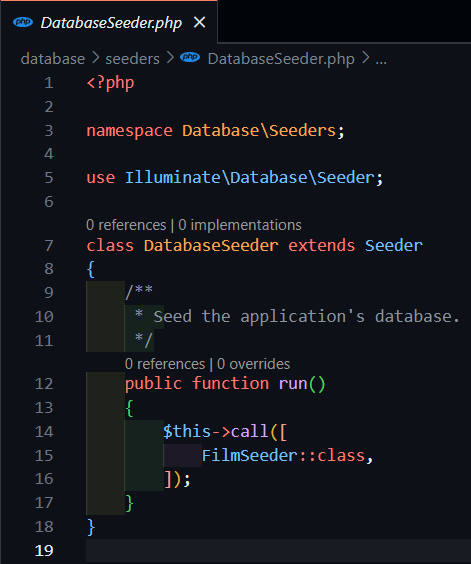 php DatabaseSeeder.php ×
database > seeders > php DatabaseSeeder.php > ...
1 <?php
2
3 namespace Database\Seeders;
4
5 use Illuminate\Database\Seeder;
6
0 references | 0 implementations
7 class DatabaseSeeder extends Seeder
8 {
9     /**
10      * Seed the application's database.
11      */
0 references | 0 overrides
12     public function run()
13     {
14         $this->call([
15             FilmSeeder::class,
16         ]);
17     }
18 }
19